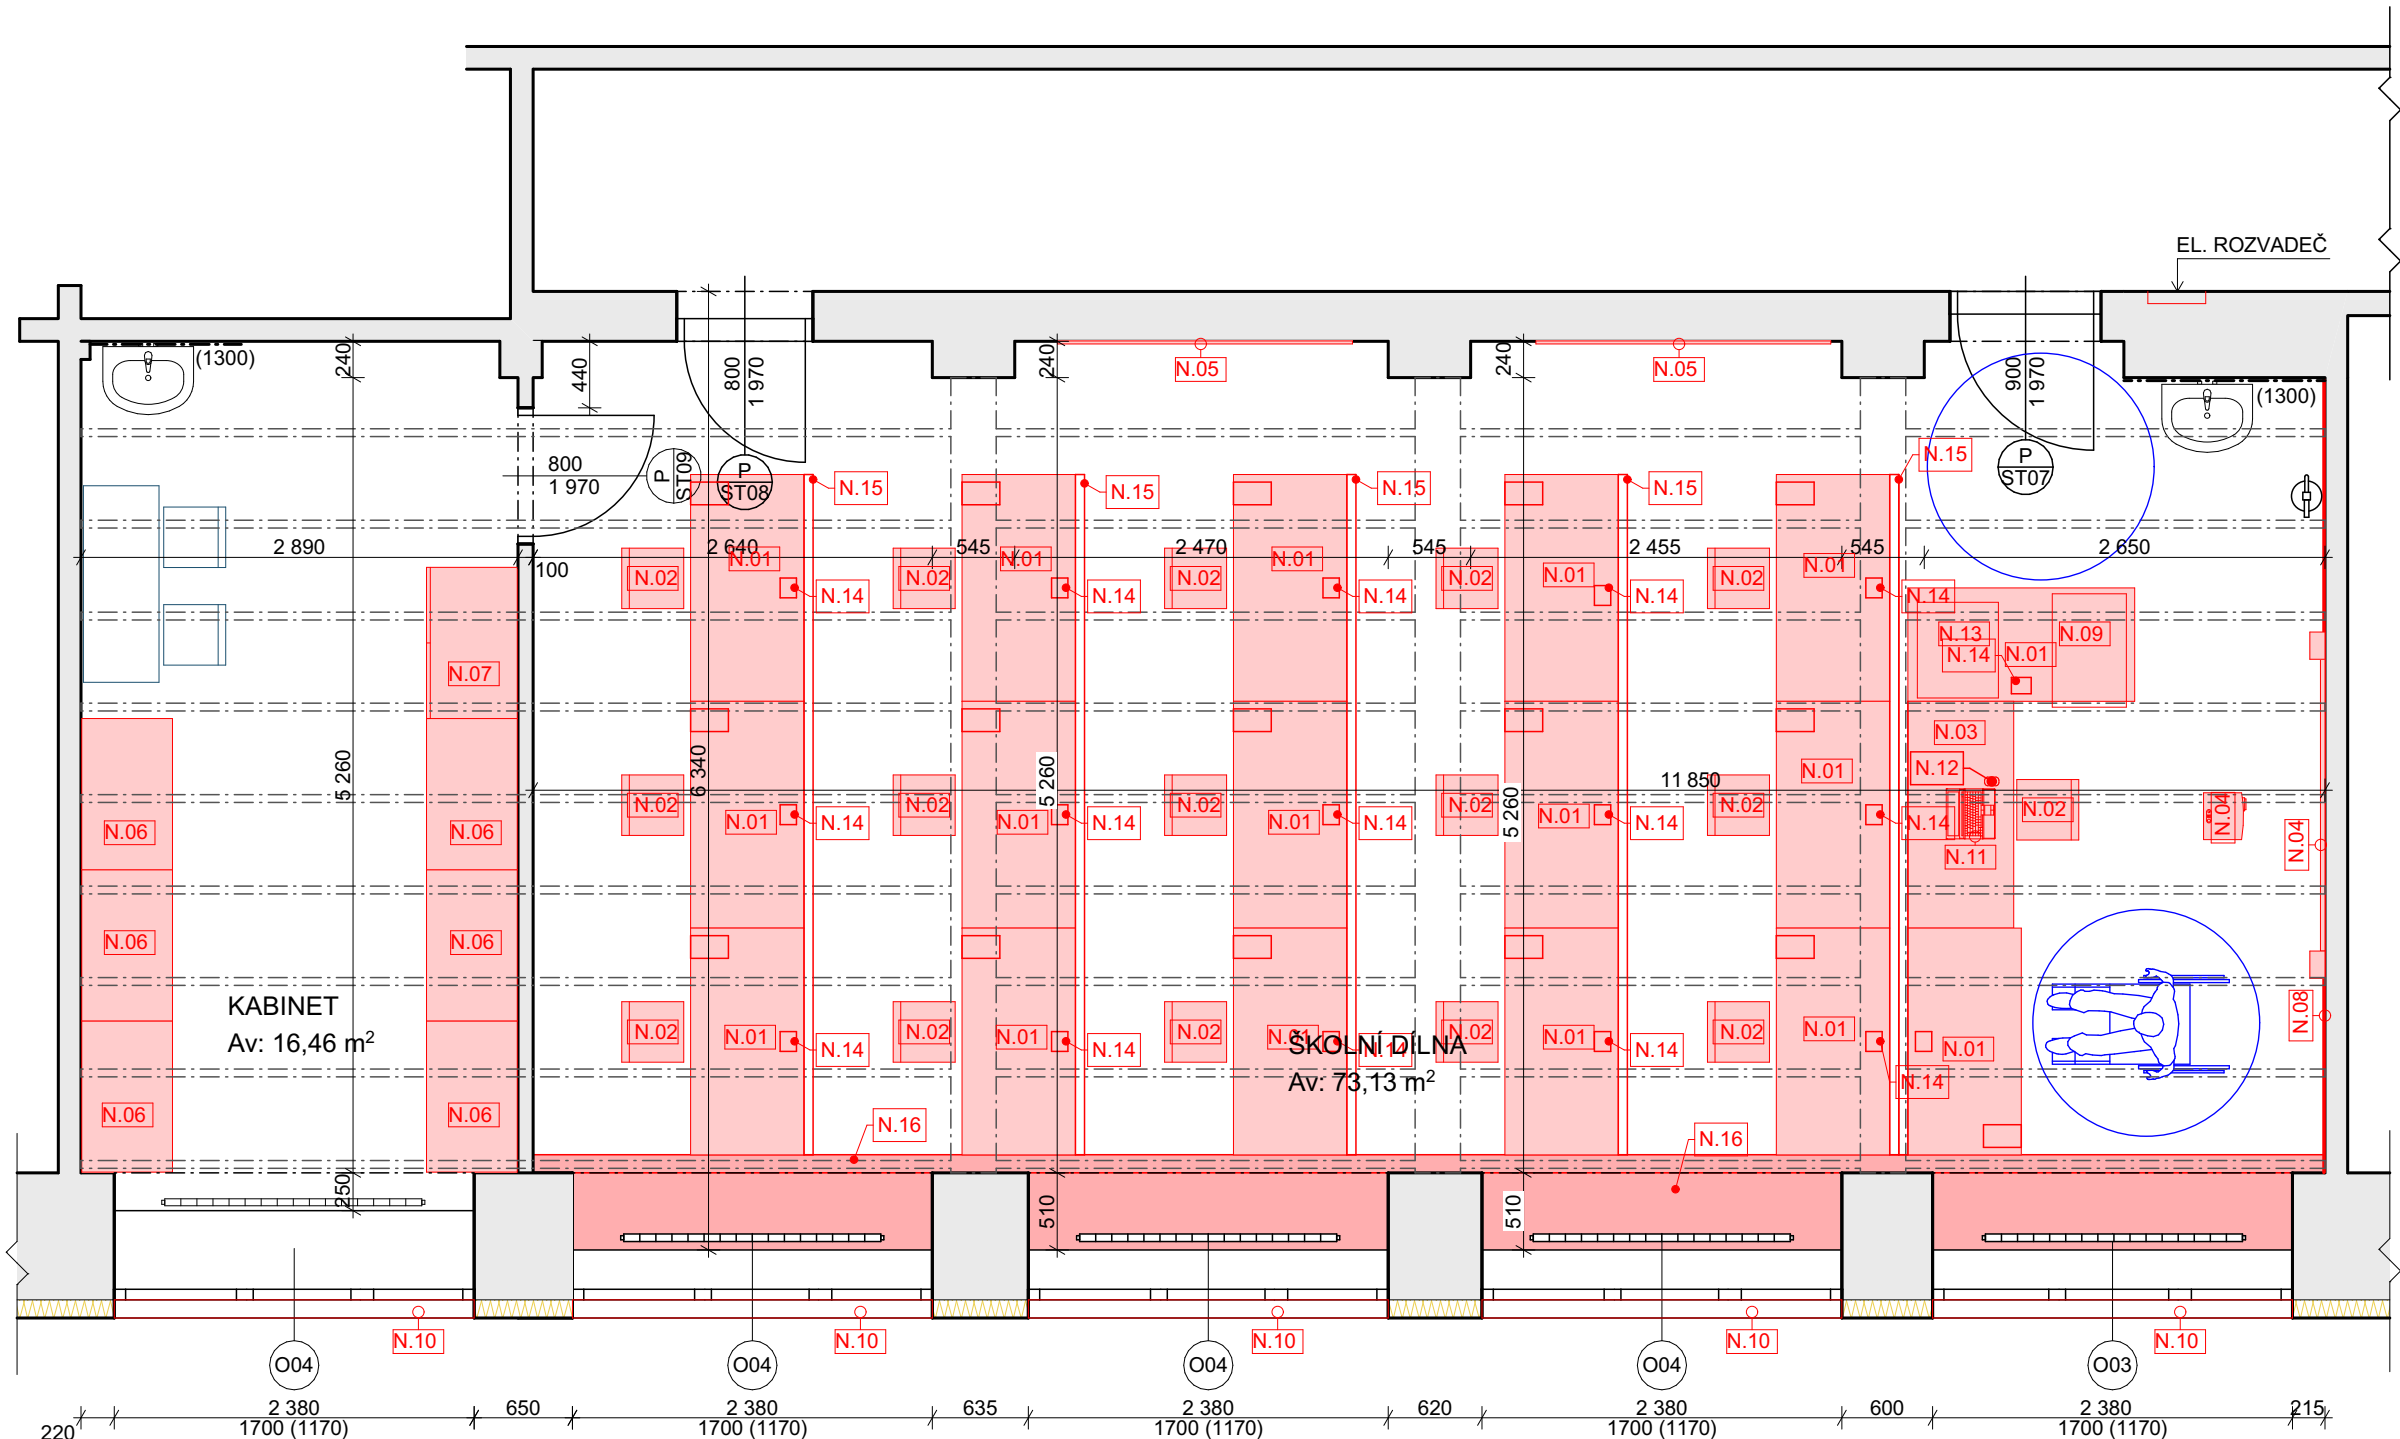 EL. ROZVADEČ
(1300)
240
440
800
1 970
240
N.05
240
N.05
900
1 970
(1300)
800
1 970
P
ST09
P
ST08
N.15
N.15
N.15
N.15
N.15
P
ST07
2 890
100
2 640
545
2 470
545
2 455
545
2 650
N.01
N.01
N.01
N.01
N.01
N.02
N.02
N.02
N.02
N.02
N.14
N.14
N.14
N.14
N.14
N.13
N.09
N.14
N.01
N.07
N.03
5 260
6 340
5 260
5 260
11 850
N.01
N.12
N.02
N.02
N.02
N.02
N.02
N.02
N.01
N.01
N.01
N.01
N.14
N.14
N.14
N.14
N.14
N.11
N.04
N.04
N.06
N.06
N.06
N.06
KABINET
Av: 16,46 m²
N.08
N.02
N.02
N.02
N.02
N.02
N.01
N.01
N.01
N.01
N.01
N.01
N.14
N.14
N.14
N.14
N.14
ŠKOLNÍ DÍLNA
Av: 73,13 m²
N.06
N.06
N.16
N.16
250
510
510
N.10
N.10
N.10
N.10
N.10
O04
O04
O04
O04
O03
220
2 380
1700 (1170)
650
2 380
1700 (1170)
635
2 380
1700 (1170)
620
2 380
1700 (1170)
600
2 380
1700 (1170)
215